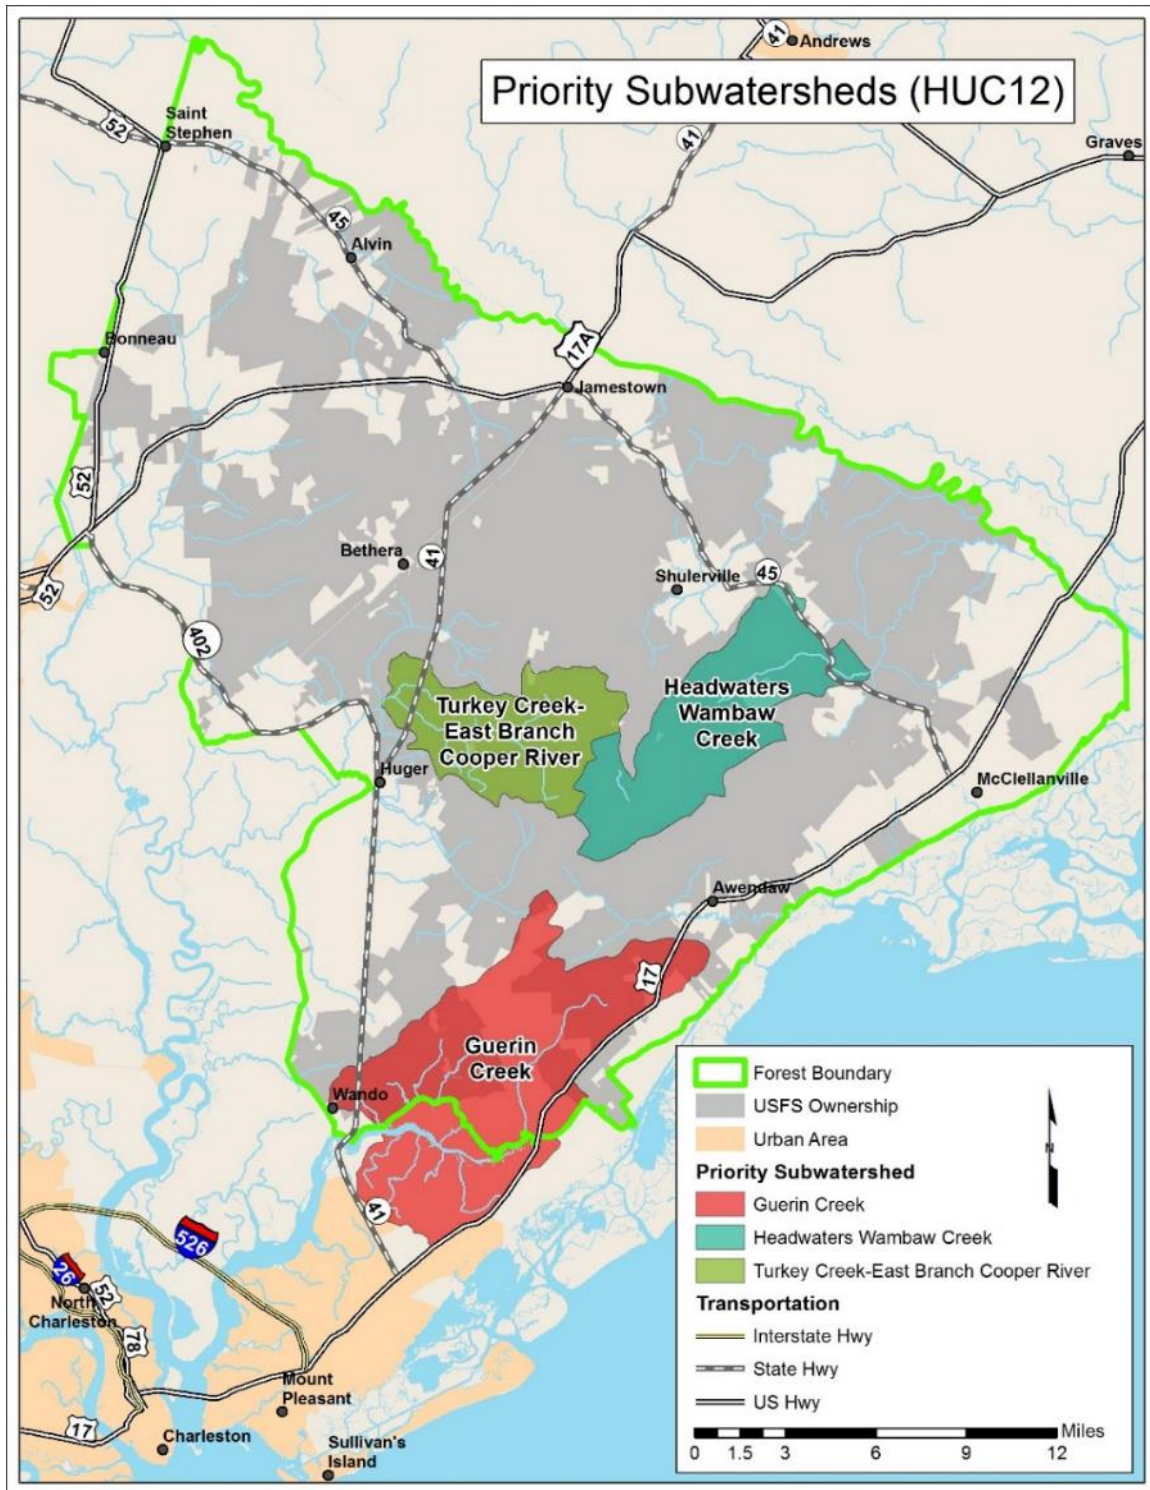 41
Andrews
Priority Subwatersheds (HUC12)
Saint
Stephen
52
41
Graves
45
Alvin
17A
Bonneau
Jamestown
52
Bethera
41
Shulerville
45
52
402
Turkey Creek-
East Branch
Cooper River
Headwaters
Wambaw
Creek
Huger
McClellanville
Awendaw
17
Guerin
Creek
Wando
41
526
26
52
North
Charleston
78
Mount
Pleasant
17
Charleston
Sullivan's
Island
Forest Boundary
USFS Ownership
Urban Area
N
Priority Subwatershed
Guerin Creek
Headwaters Wambaw Creek
Turkey Creek-East Branch Cooper River
Transportation
Interstate Hwy
State Hwy
US Hwy
Miles
0 1.5 3 6 9 12